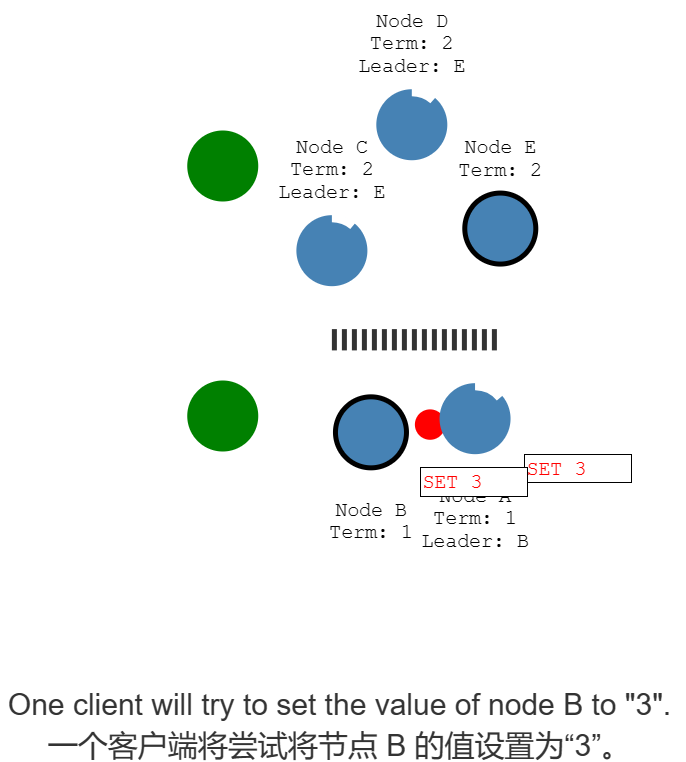 Node D
Term: 2
Leader: E
Node C
Term: 2
Leader: E
Node E
Term: 2
SET 3
SET 3
Node B
Term: 1
Node A
Term: 1
Leader: B
One client will try to set the value of node B to "3".
一个客户端将尝试将节点 B 的值设置为“3”。